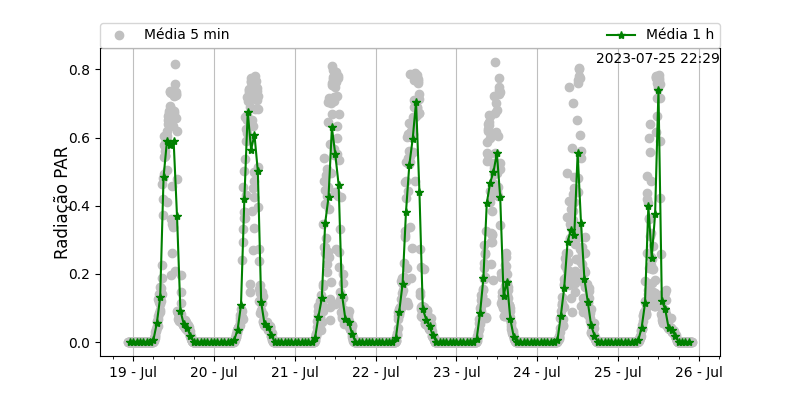 Média 5 min
Média 1 h
2023-07-25 22:29
Radiação PAR
0.8
0.6
0.4
0.2
0.0
19 - Jul
20 - Jul
21 - Jul
22 - Jul
23 - Jul
24 - Jul
25 - Jul
26 - Jul